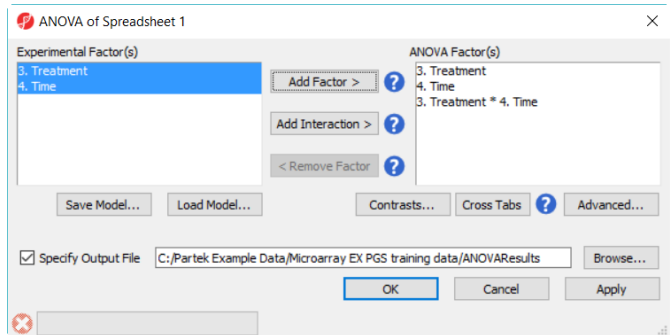 ANOVA of Spreadsheet 1
Experimental Factor(s)
3. Treatment
4. Time
Add Factor >
?
Add Interaction >
?
< Remove Factor
?
ANOVA Factor(s)
3. Treatment
4. Time
3. Treatment * 4. Time
Save Model... Load Model... Contrasts... Cross Tabs ? Advanced...
Specify Output File C:/Partek Example Data/Microarray EX PGS training data/ANOVAResults Browse...
OK Cancel Apply